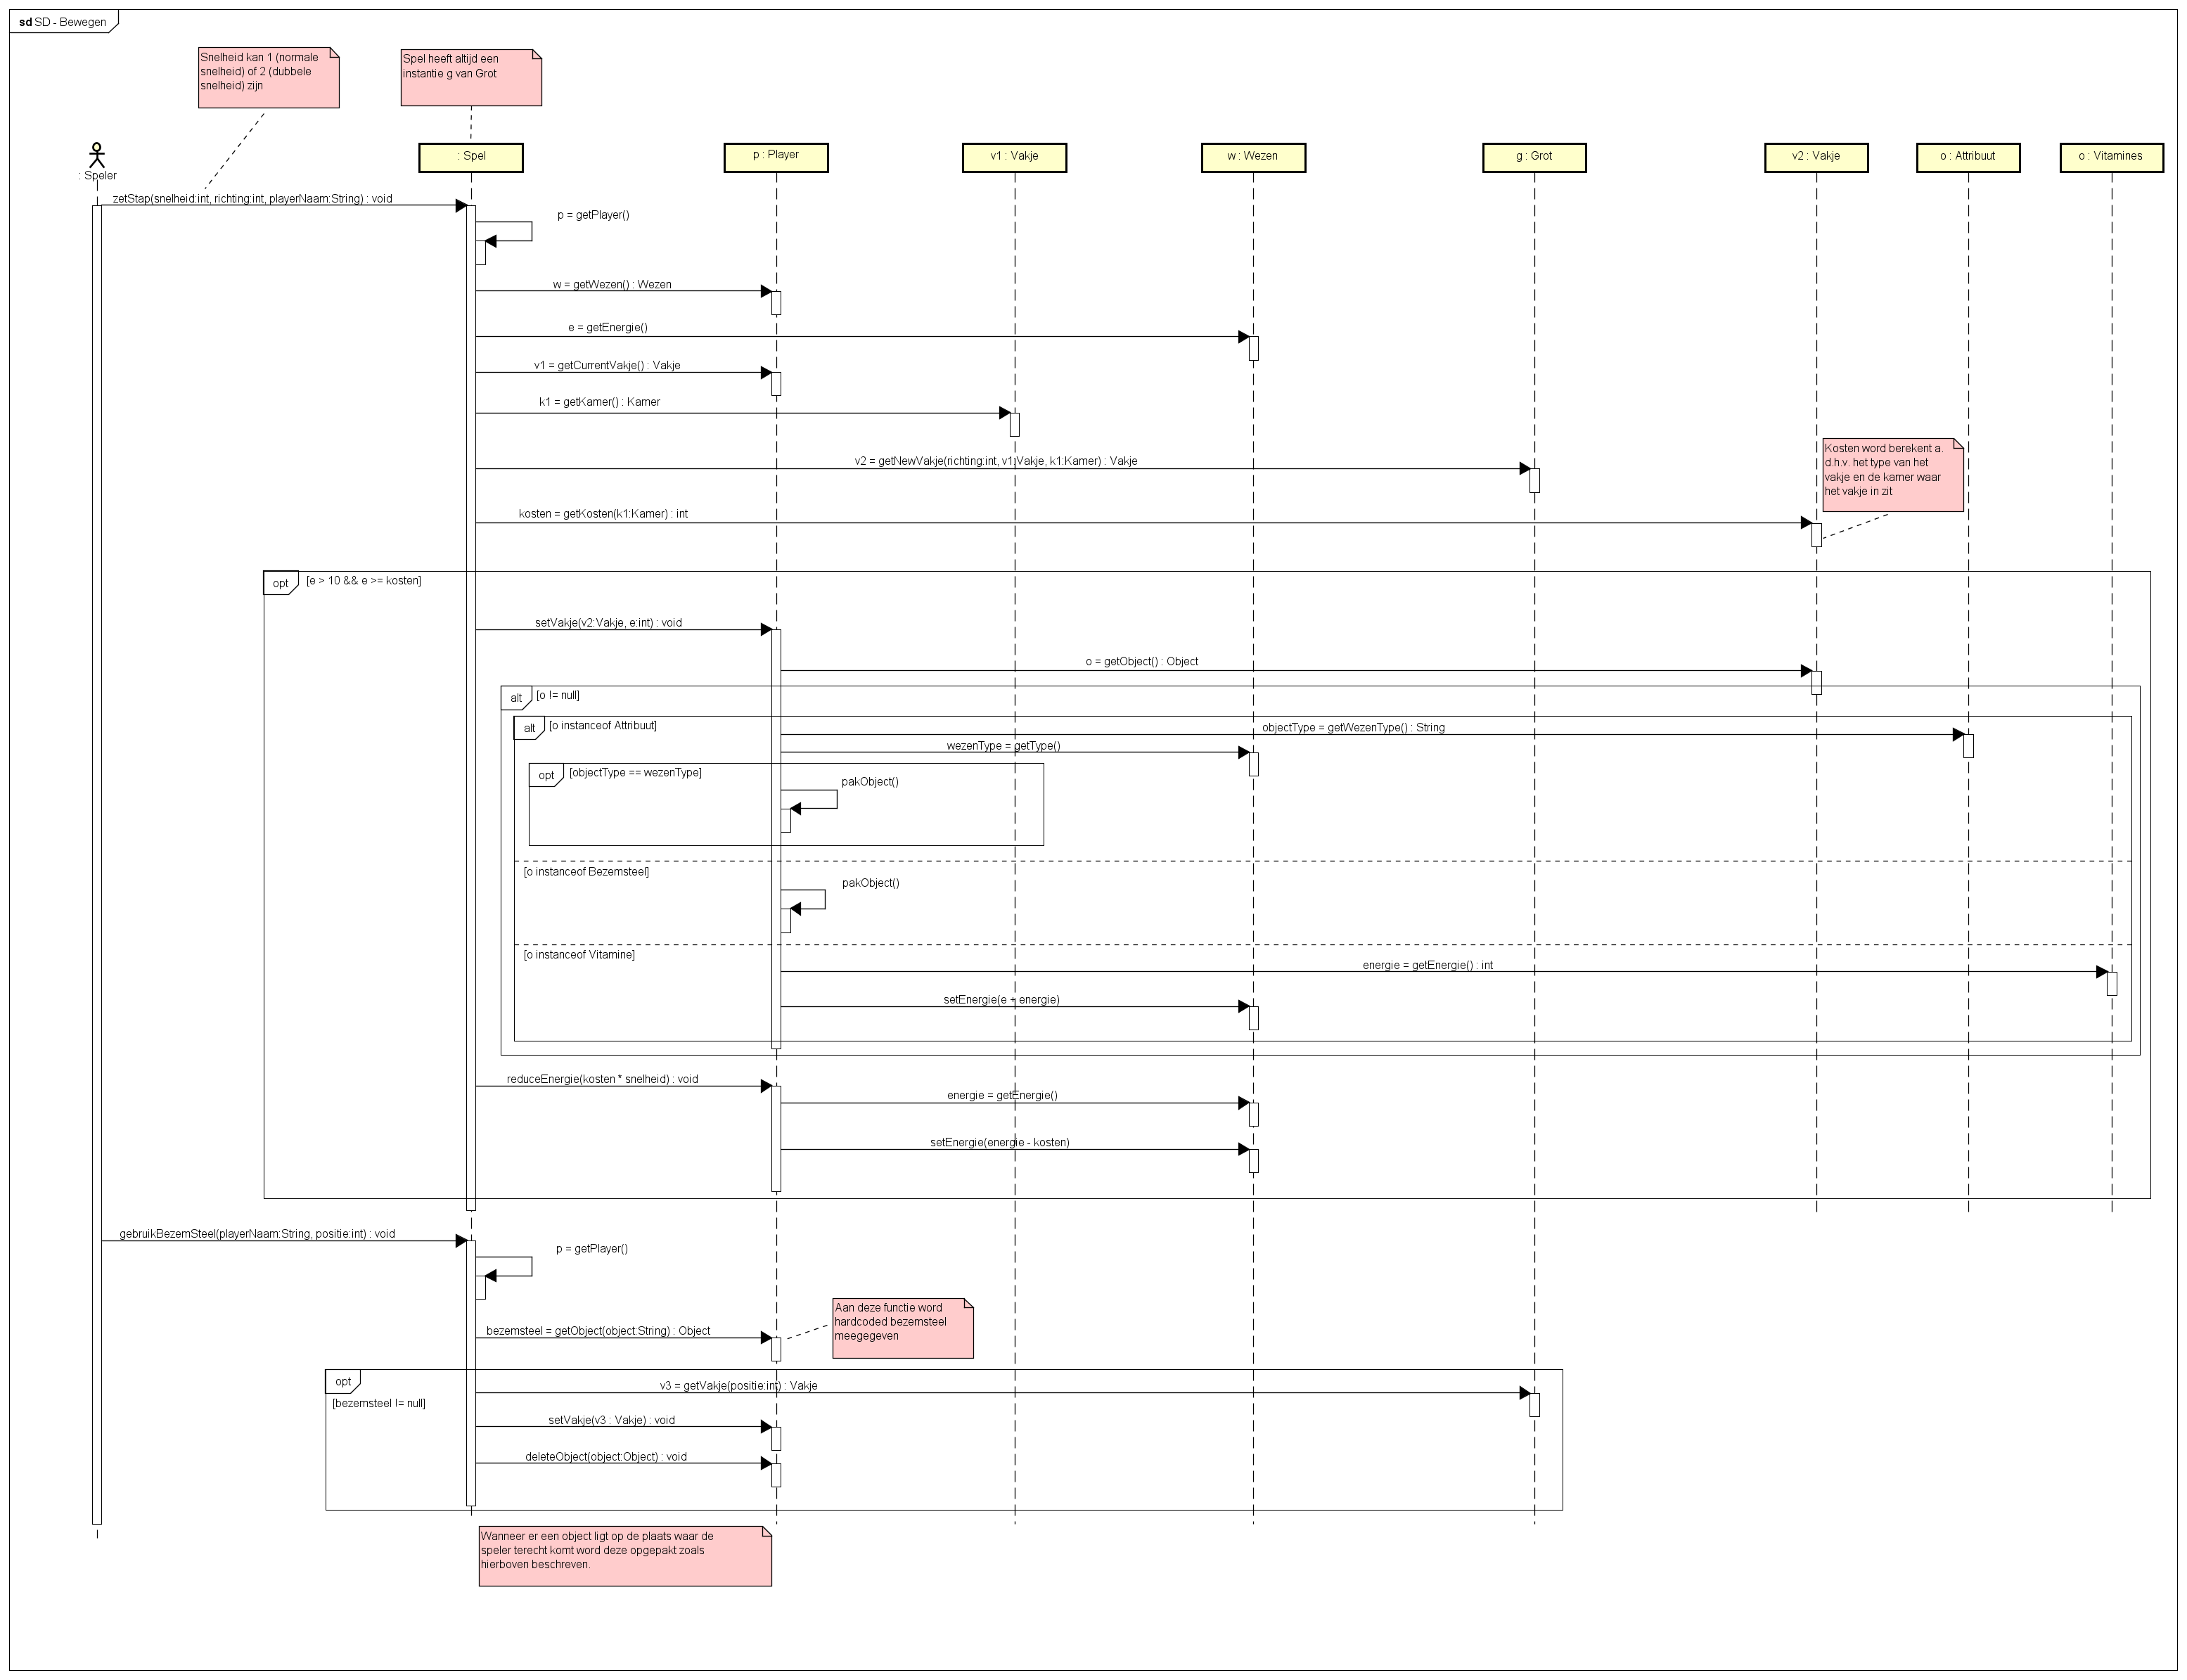 sd SD - Bewegen
Snelheid kan 1 (normale
snelheid) of 2 (dubbele
snelheid) zijn
Spel heeft altijd een
instantie g van Grot
: Speler
: Spel
p : Player
v1 : Vakje
w : Wezen
g : Grot
v2 : Vakje
o : Attribuut
o : Vitamines
zetStap(snelheid:int, richting:int, playerNaam:String) : void
p = getPlayer()
w = getWezen() : Wezen
e = getEnergie()
v1 = getCurrentVakje() : Vakje
k1 = getKamer() : Kamer
v2 = getNewVakje(richting:int, v1:Vakje, k1:Kamer) : Vakje
Kosten word berekent a.
d.h.v. het type van het
vakje en de kamer waar
het vakje in zit
kosten = getKosten(k1:Kamer) : int
opt [e > 10 && e >= kosten]
setVakje(v2:Vakje, e:int) : void
o = getObject() : Object
alt [o != null]
alt [o instanceof Attribuut]
objectType = getWezenType() : String
wezenType = getType()
opt [objectType == wezenType]
pakObject()
[o instanceof Bezemsteel]
pakObject()
[o instanceof Vitamine]
energie = getEnergie() : int
setEnergie(e + energie)
reduceEnergie(kosten * snelheid) : void
energie = getEnergie()
setEnergie(energie - kosten)
gebruikBezemSteel(playerNaam:String, positie:int) : void
p = getPlayer()
Aan deze functie word
hardcoded bezemsteel
meegegeven
bezemsteel = getObject(object:String) : Object
opt
[bezemsteel != null]
v3 = getVakje(positie:int) : Vakje
setVakje(v3 : Vakje) : void
deleteObject(object:Object) : void
Wanneer er een object ligt op de plaats waar de
speler terecht komt word deze opgepakt zoals
hierboven beschreven.